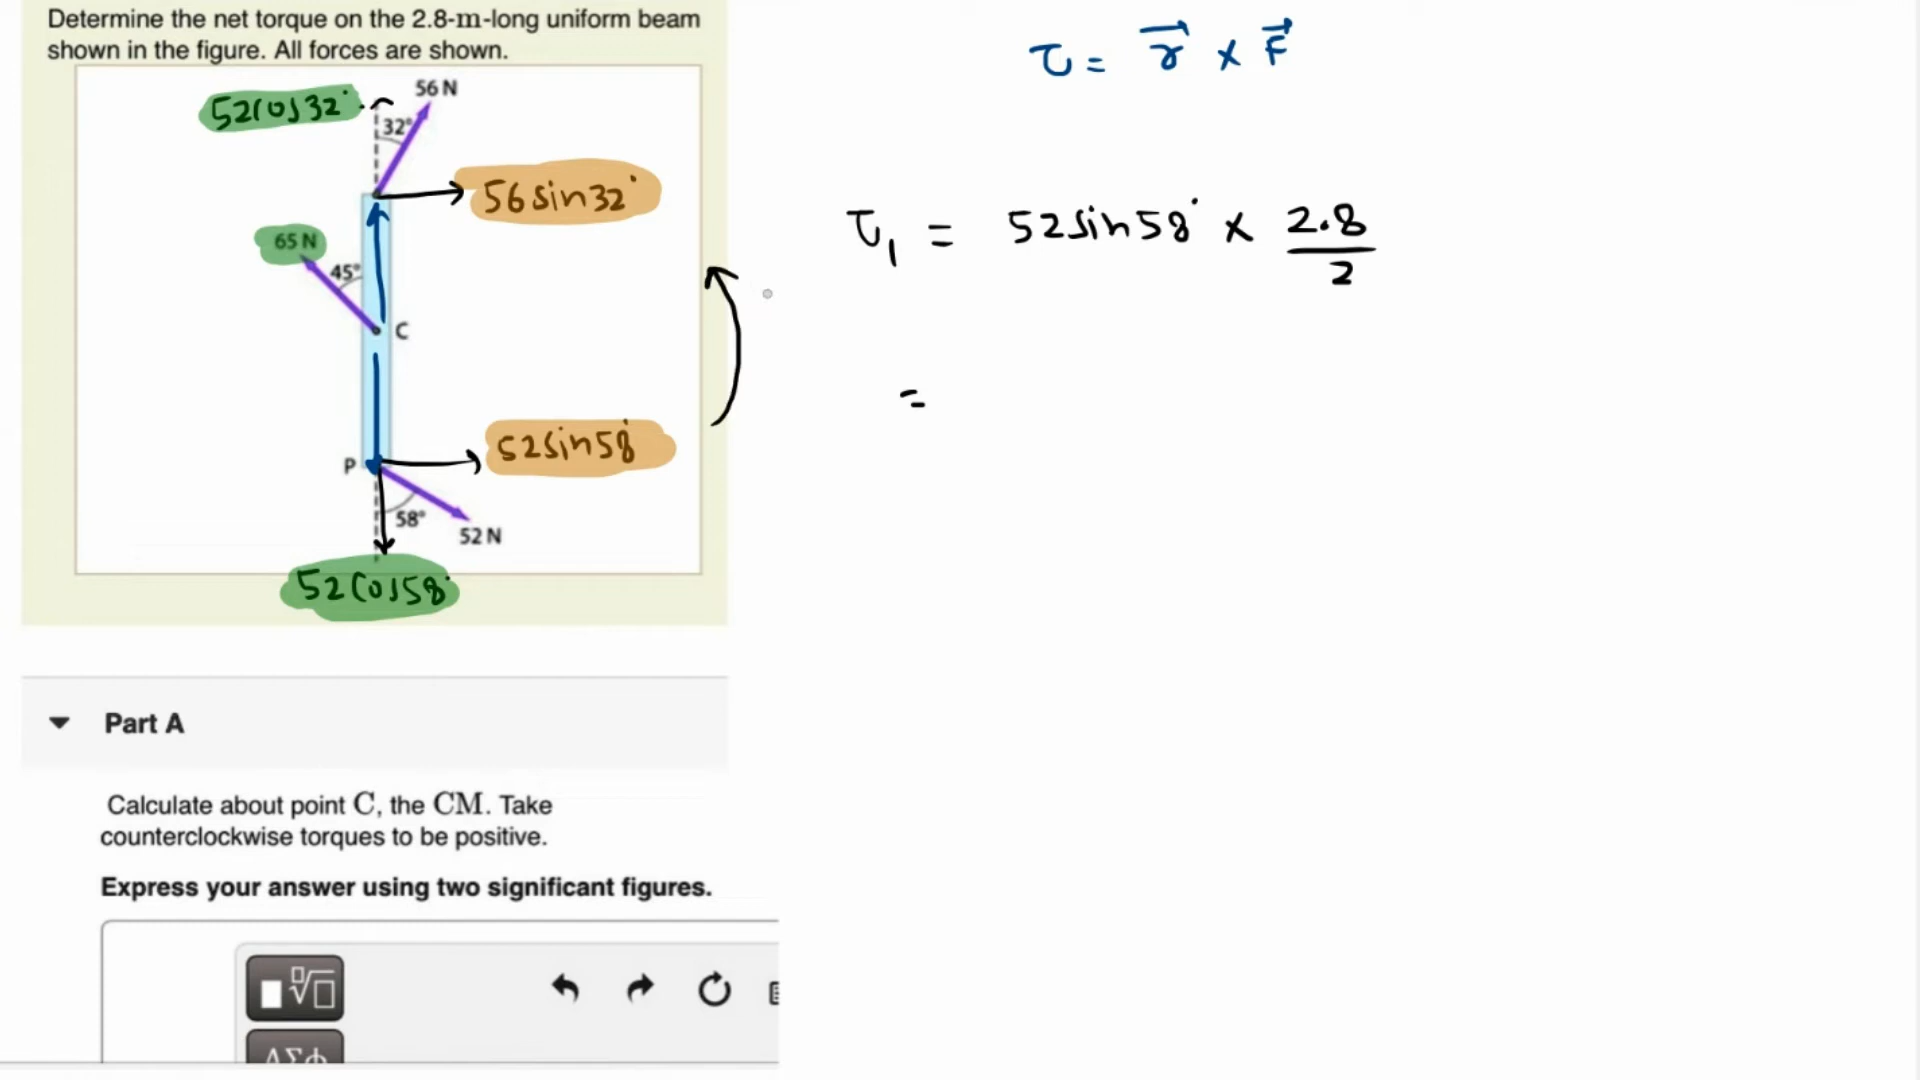 Determine the net torque on the 2.8-m-long uniform beam
shown in the figure. All forces are shown.
52cos32°
56 N
32°
56sin32°
65 N
45°
C
52sin58°
P
58°
52 N
52cos58°
τ = r⃗ × F⃗
τ₁ = 52sin58° × 2.8/2
=
Part A
Calculate about point C, the CM. Take
counterclockwise torques to be positive.
Express your answer using two significant figures.
ΑΣφ